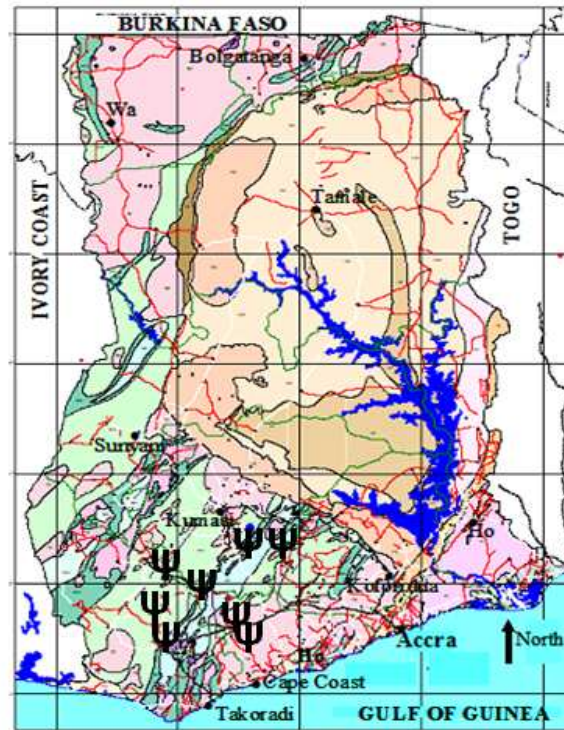 BURKINA FASO
Bolgatanga
Wa
IVORY COAST
TOGO
Tamale
Sunyani
Kumasi
Ho
Koforidua
Ho
Accra
North
Cape Coast
Takoradi
GULF OF GUINEA